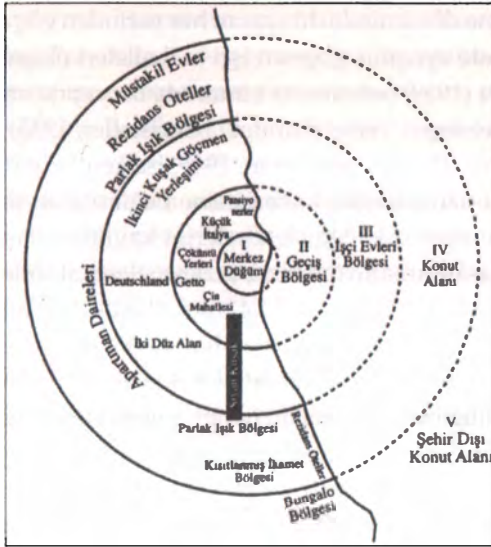 Müstakil Evler
Rezidans Oteller
Parlak Işık Bölgesi
İkinci Kuşak Göçmen
Yerleşimi
Küçük
İtalya
Çöküntü
Yerleri
Getto
Deutschland
Çin
Mahallesi
I
Merkez
Düğüm
II
Geçiş
Bölgesi
III
İşçi Evleri
Bölgesi
IV
Konut
Alanı
V
Şehir Dışı
Konut Alanı
Apartman Daireleri
İki Düz Alan
Parlak Işık Bölgesi
Kısıtlanmış İkamet
Bölgesi
Rezidans Oteller
Bungalo
Bölgesi